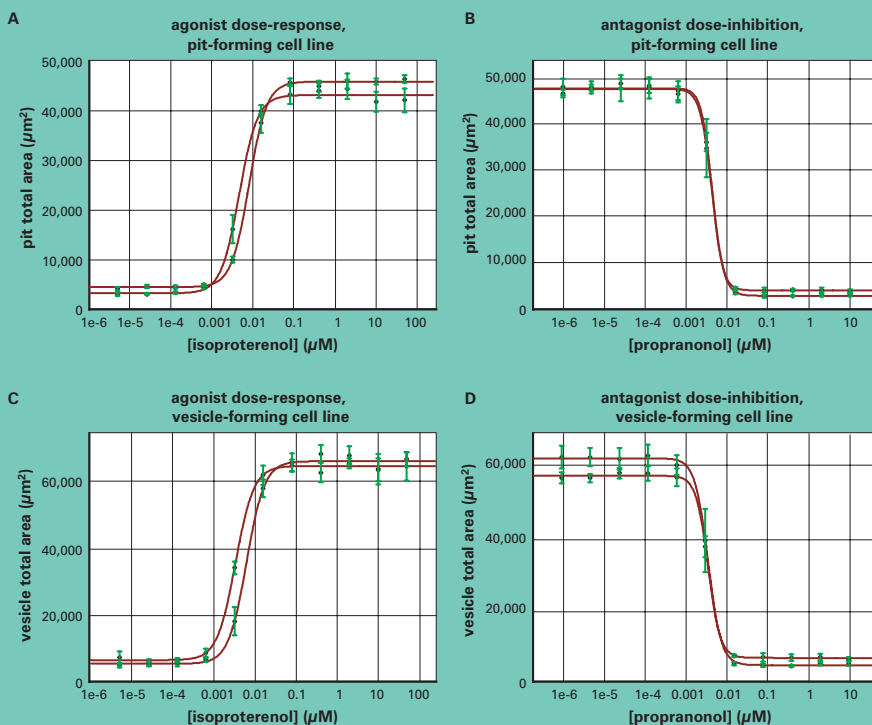 A
agonist dose-response,
pit-forming cell line
pit total area (µm²)
50,000
40,000
30,000
20,000
10,000
0
1e-6 1e-5 1e-4 0.001 0.01 0.1 1 10 100
[isoproterenol] (µM)
B
antagonist dose-inhibition,
pit-forming cell line
pit total area (µm²)
50,000
40,000
30,000
20,000
10,000
0
1e-6 1e-5 1e-4 0.001 0.01 0.1 1 10
[propranonol] (µM)
C
agonist dose-response,
vesicle-forming cell line
vesicle total area (µm²)
60,000
40,000
20,000
0
1e-6 1e-5 1e-4 0.001 0.01 0.1 1 10 100
[isoproterenol] (µM)
D
antagonist dose-inhibition,
vesicle-forming cell line
vesicle total area (µm²)
60,000
40,000
20,000
0
1e-6 1e-5 1e-4 0.001 0.01 0.1 1 10
[propranonol] (µM)